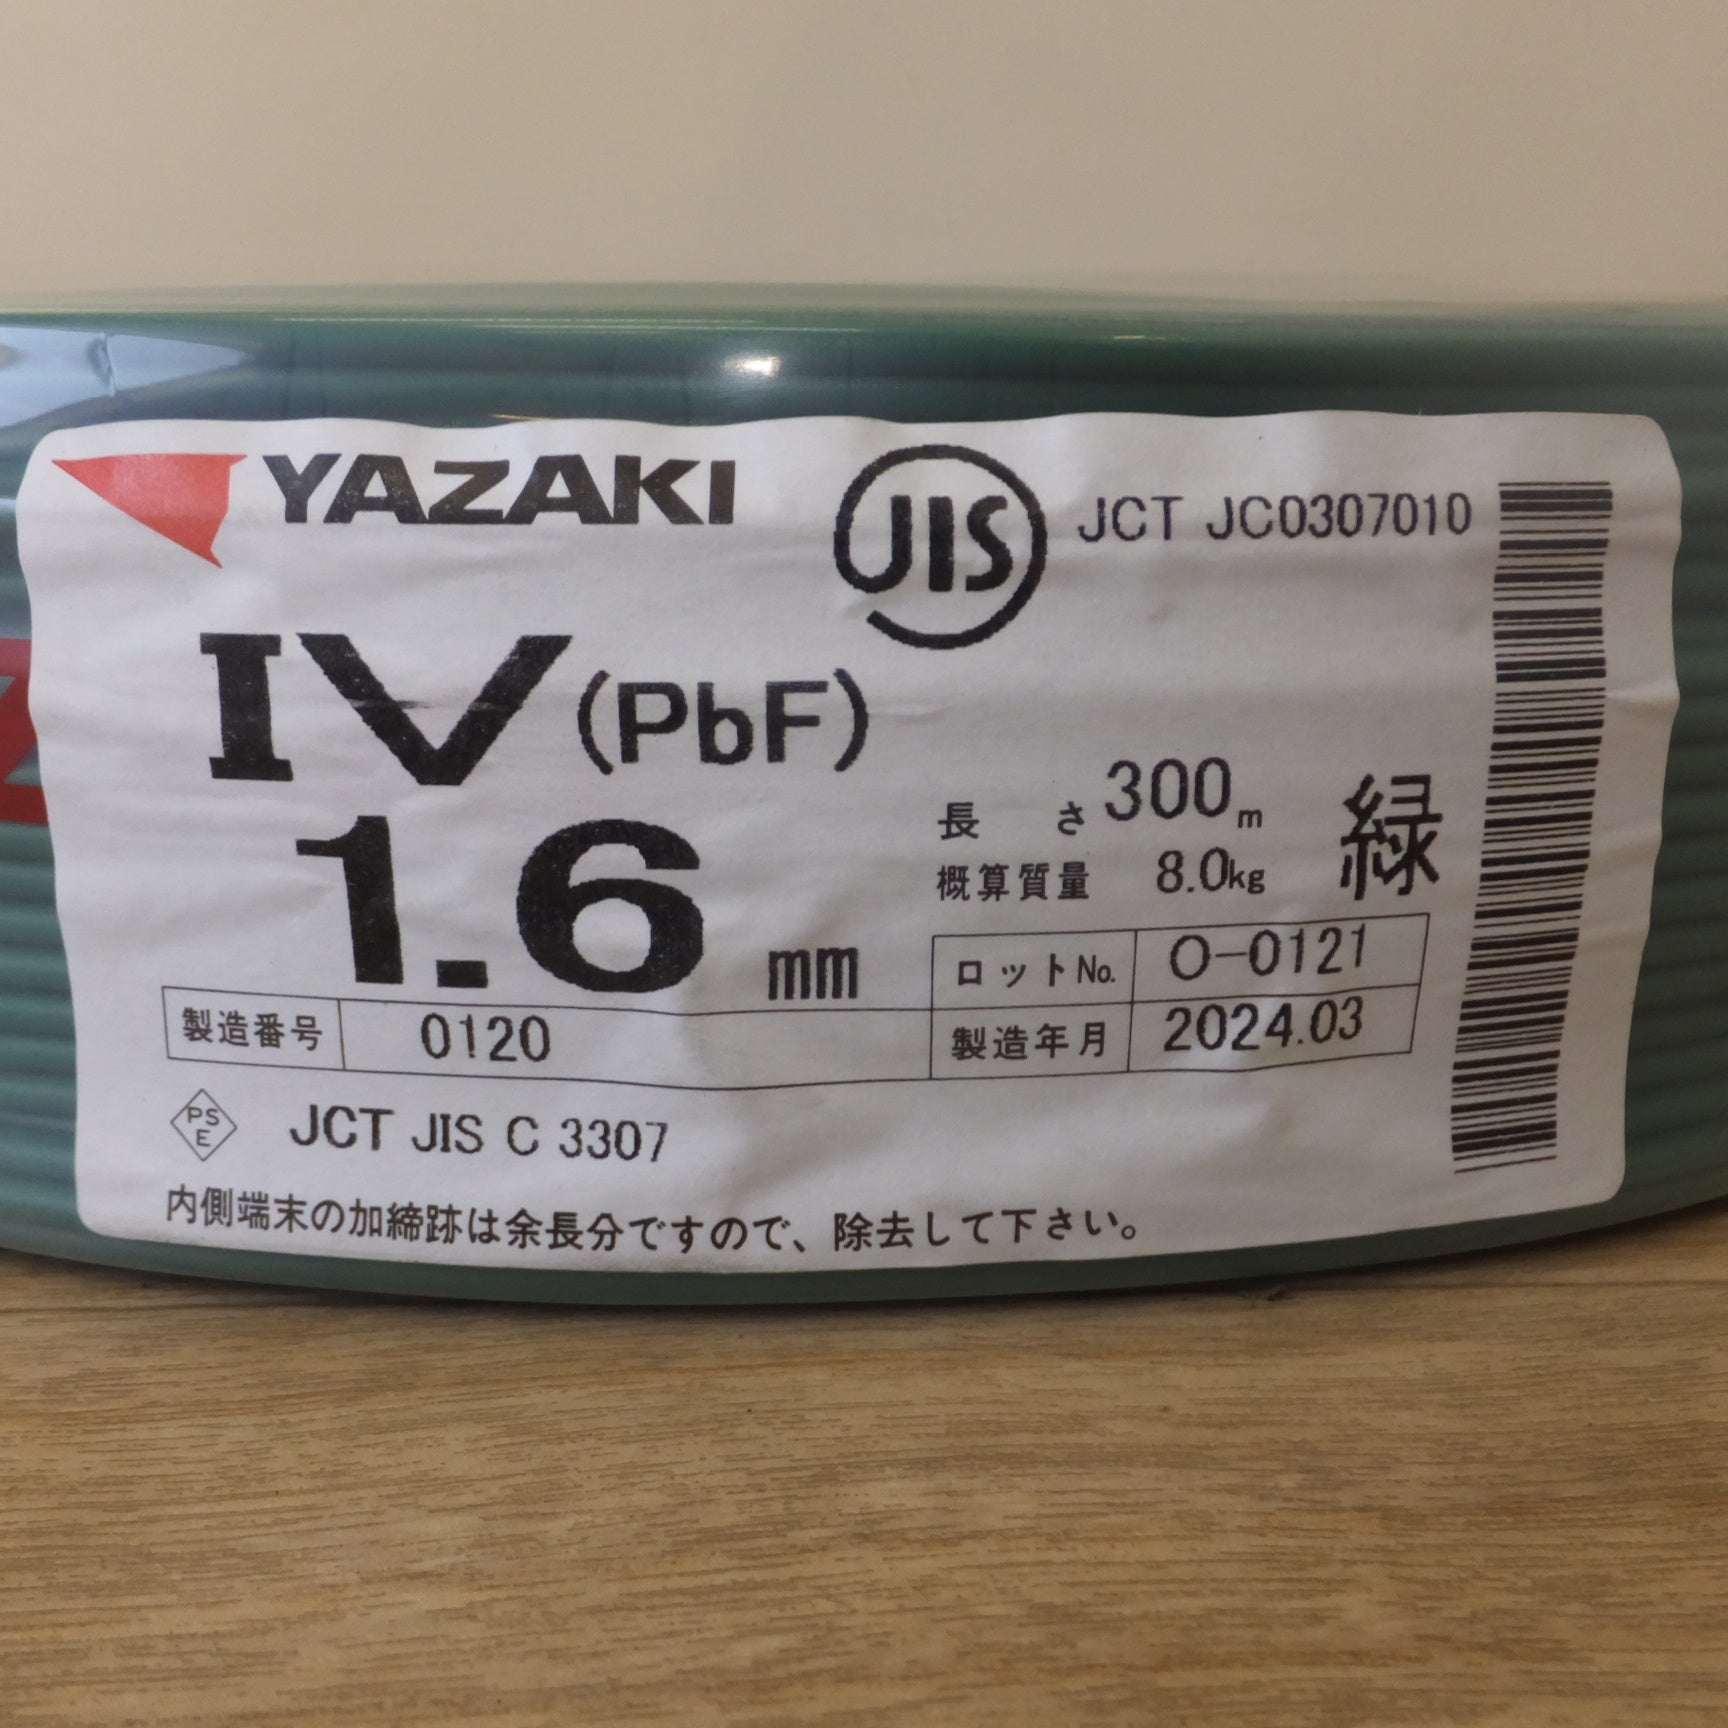 YAZAKI
JIS
JCT JC0307010
IV (PbF)
1.6 mm
長さ 300m
概算質量 8.0kg
緑
ロットNo. O-0121
製造番号 0120
製造年月 2024.03
PSE
JCT JIS C 3307
内側端末の加締跡は余長分ですので、除去して下さい。